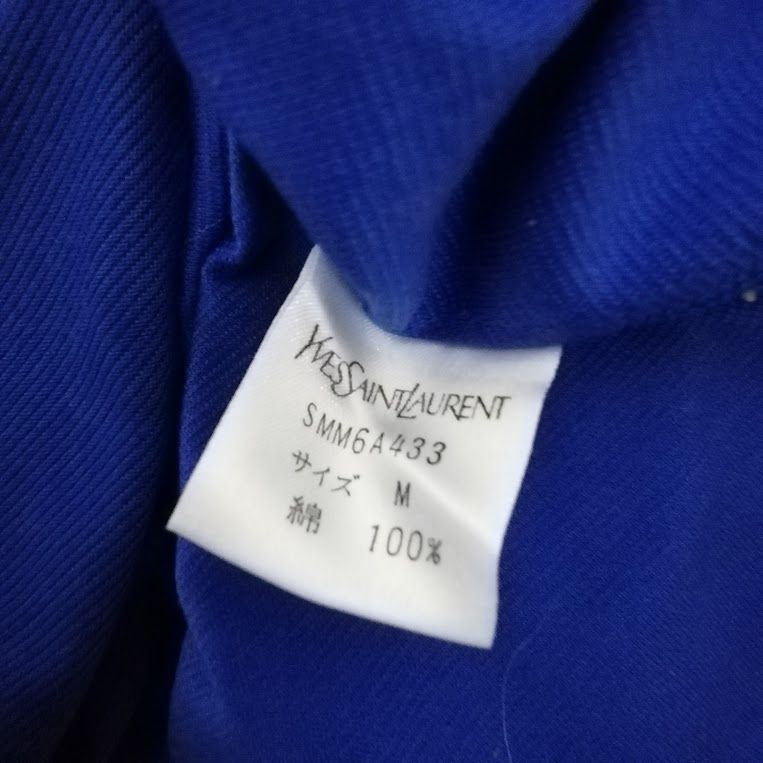 YVESSAINTLAURENT
SMM6A433
サイズ M
綿 100%